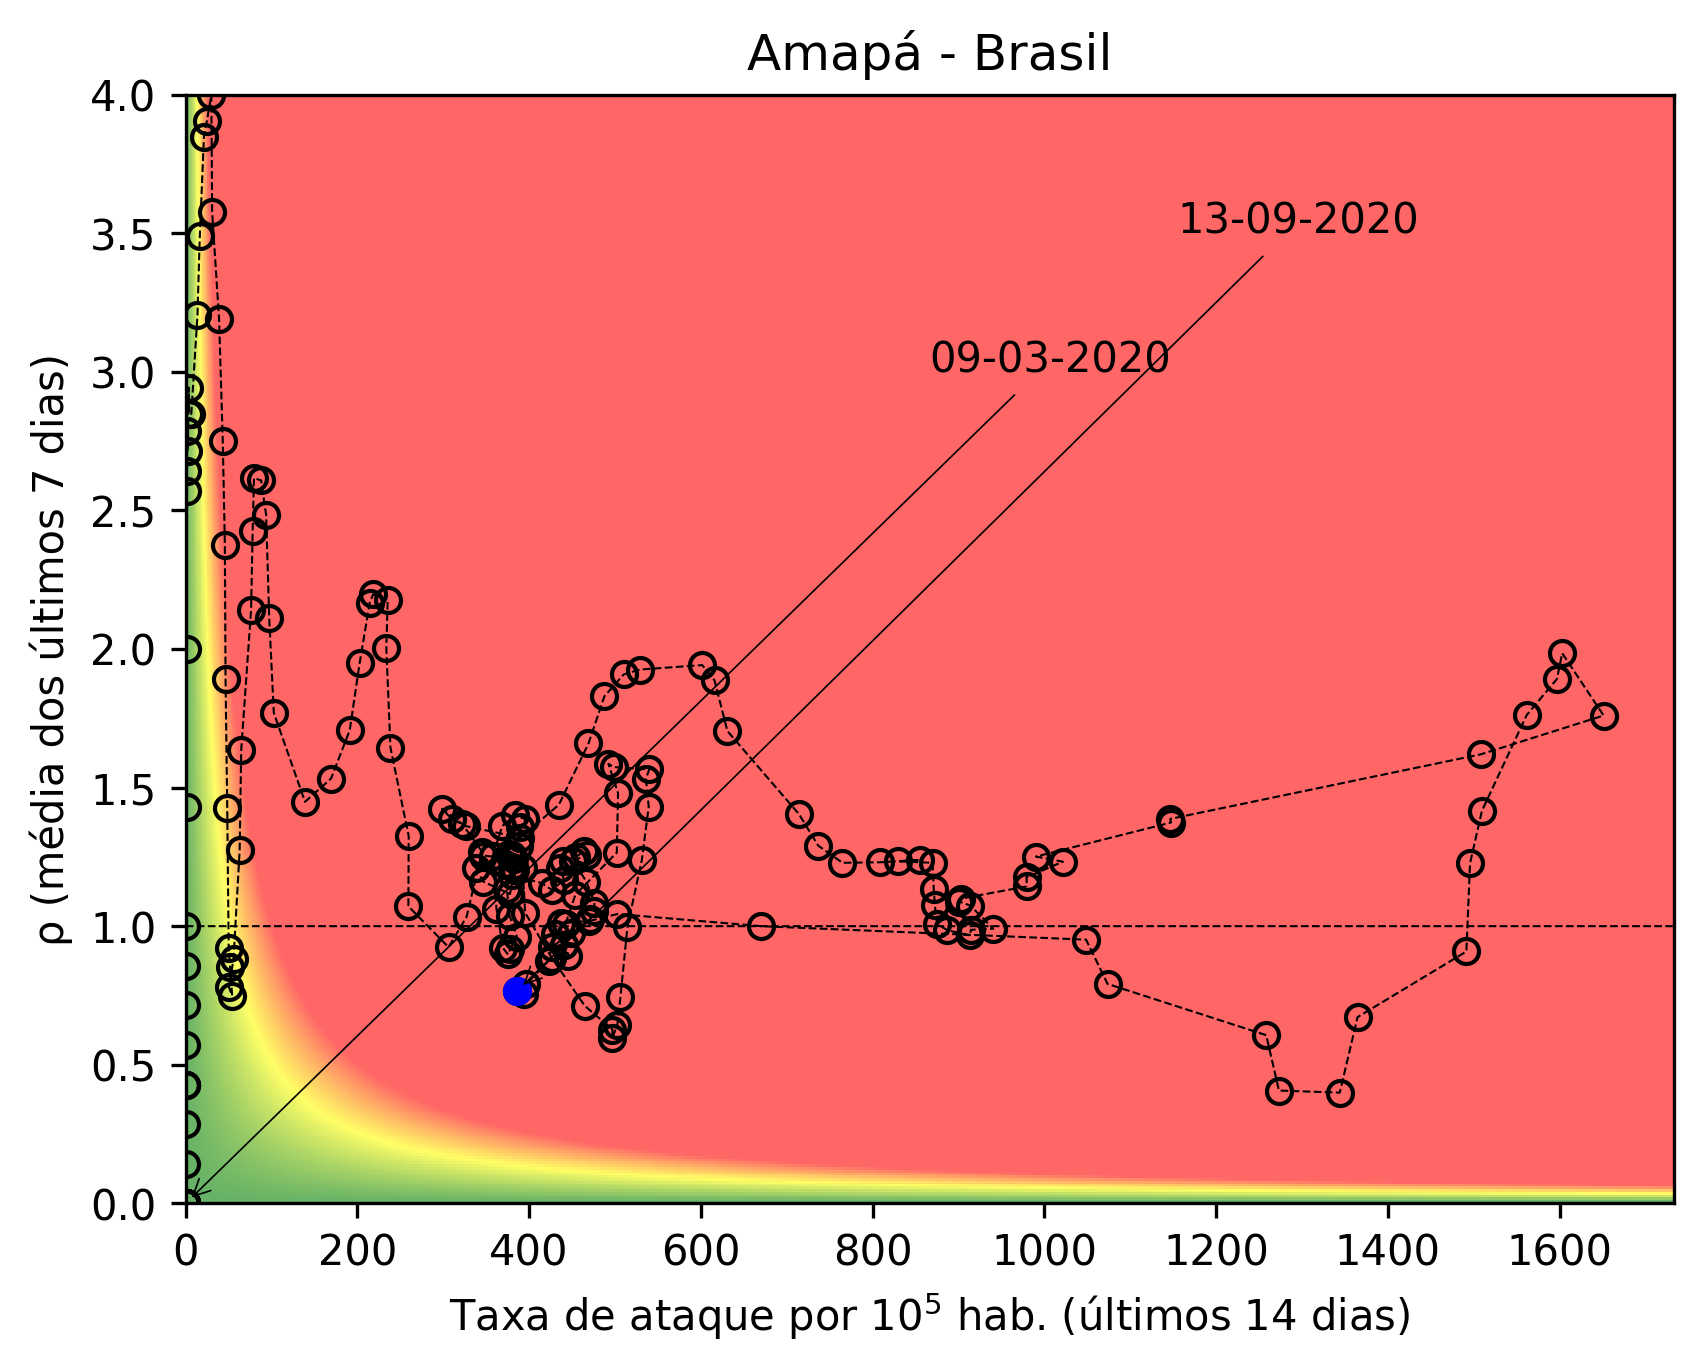 Amapá - Brasil
4.0
3.5
3.0
2.5
2.0
1.5
1.0
0.5
0.0
ρ (média dos últimos 7 dias)
13-09-2020
09-03-2020
0 200 400 600 800 1000 1200 1400 1600
Taxa de ataque por 10⁵ hab. (últimos 14 dias)